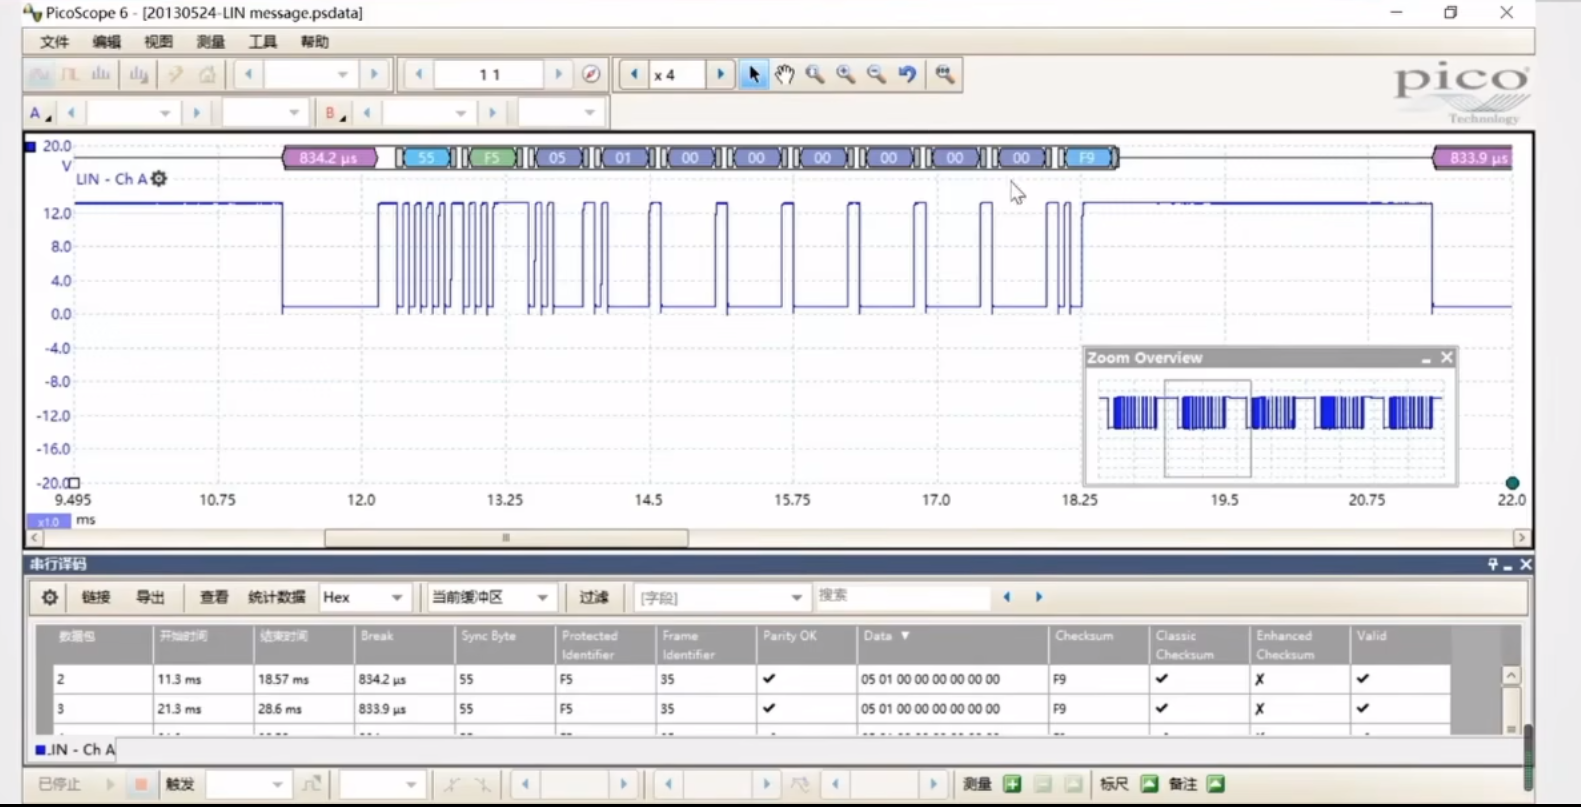 PicoScope 6 - [20130524-LIN message.psdata]
文件 编辑 视图 测量 工具 帮助
1 1
x 4
pico
Technology
A
B
20.0
V
834.2 µs 55 F5 05 01 00 00 00 00 00 00 F9 833.9 µs
LIN - Ch A
12.0
8.0
4.0
0.0
-4.0
-8.0
-12.0
-16.0
-20.0
Zoom Overview
9.495 10.75 12.0 13.25 14.5 15.75 17.0 18.25 19.5 20.75 22.0
x1.0 ms
串行译码
链接 导出 查看 统计数据 Hex 当前缓冲区 过滤 [字段] 搜索
数据包 开始时间 结束时间 Break Sync Byte Protected Identifier Frame Identifier Parity OK Data Checksum Classic Checksum Enhanced Checksum Valid
2 11.3 ms 18.57 ms 834.2 µs 55 F5 35 ✔ 05 01 00 00 00 00 00 00 F9 ✔ ✗ ✔
3 21.3 ms 28.6 ms 833.9 µs 55 F5 35 ✔ 05 01 00 00 00 00 00 00 F9 ✔ ✗ ✔
.IN - Ch A
已停止 触发 测量 标尺 备注